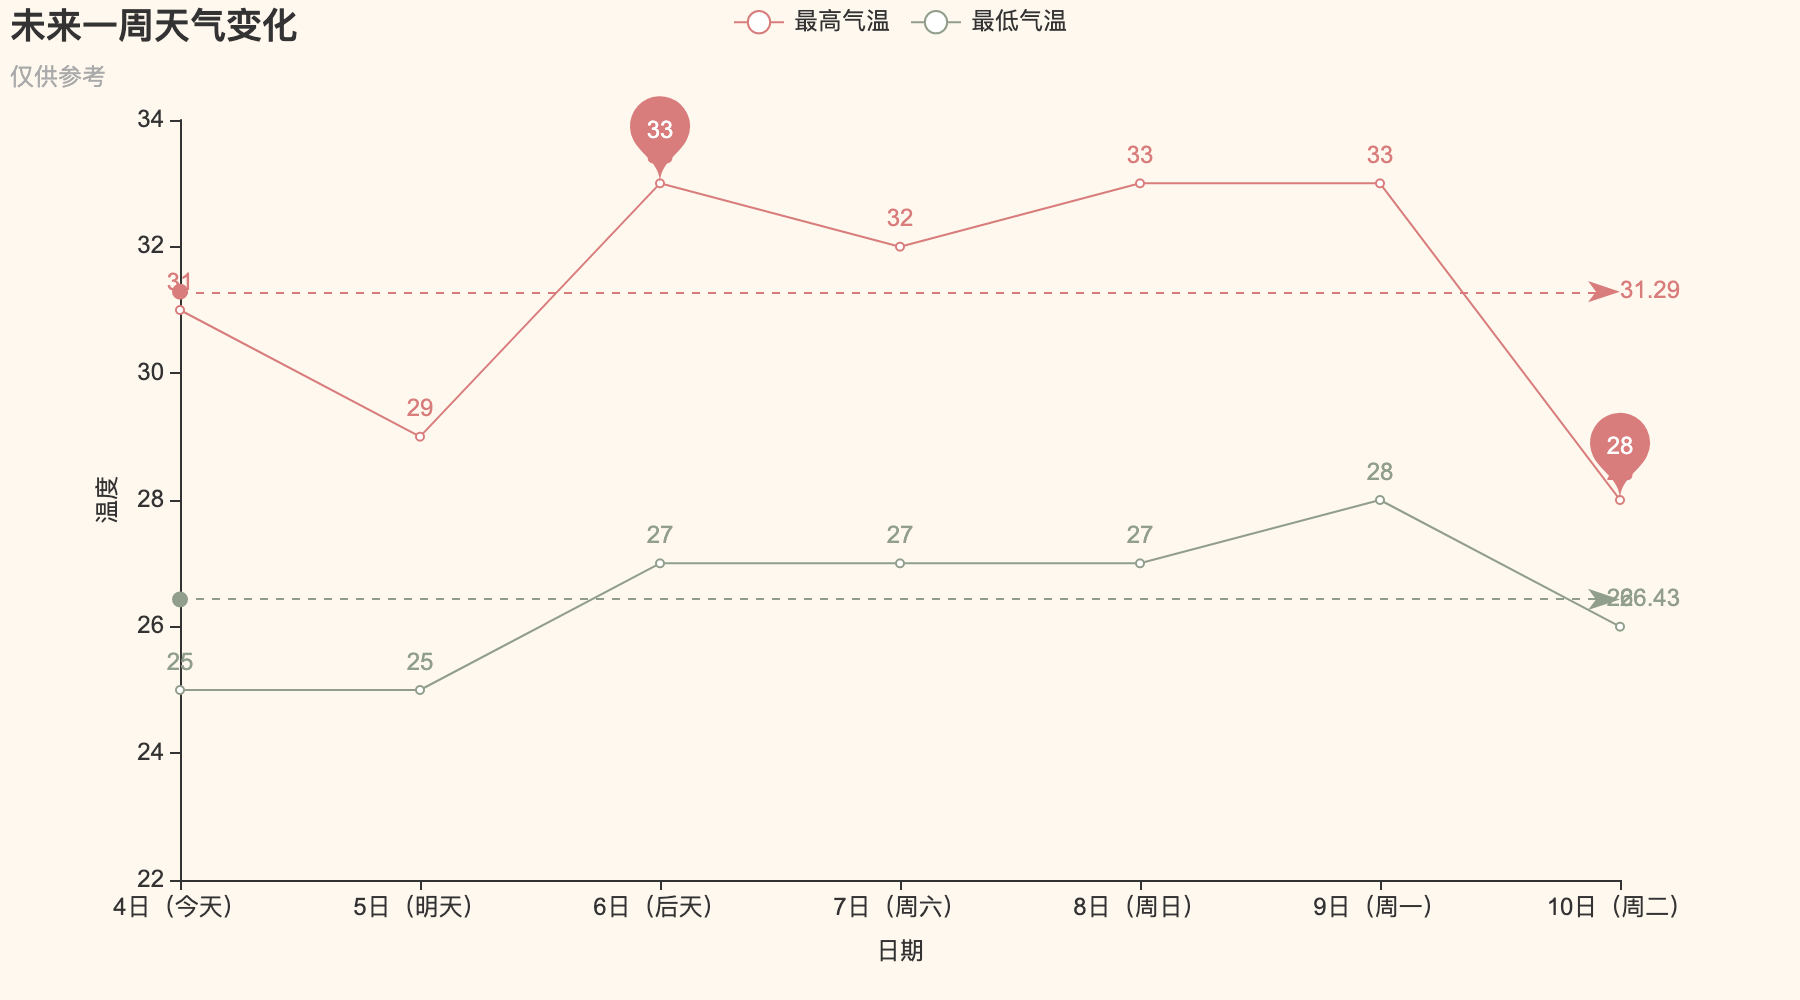 未来一周天气变化
仅供参考
最高气温
最低气温
34
32
30
28
26
24
22
温度
31
29
33
32
33
33
28
31.29
25
25
27
27
27
28
26
26.43
4日（今天）
5日（明天）
6日（后天）
7日（周六）
8日（周日）
9日（周一）
10日（周二）
日期